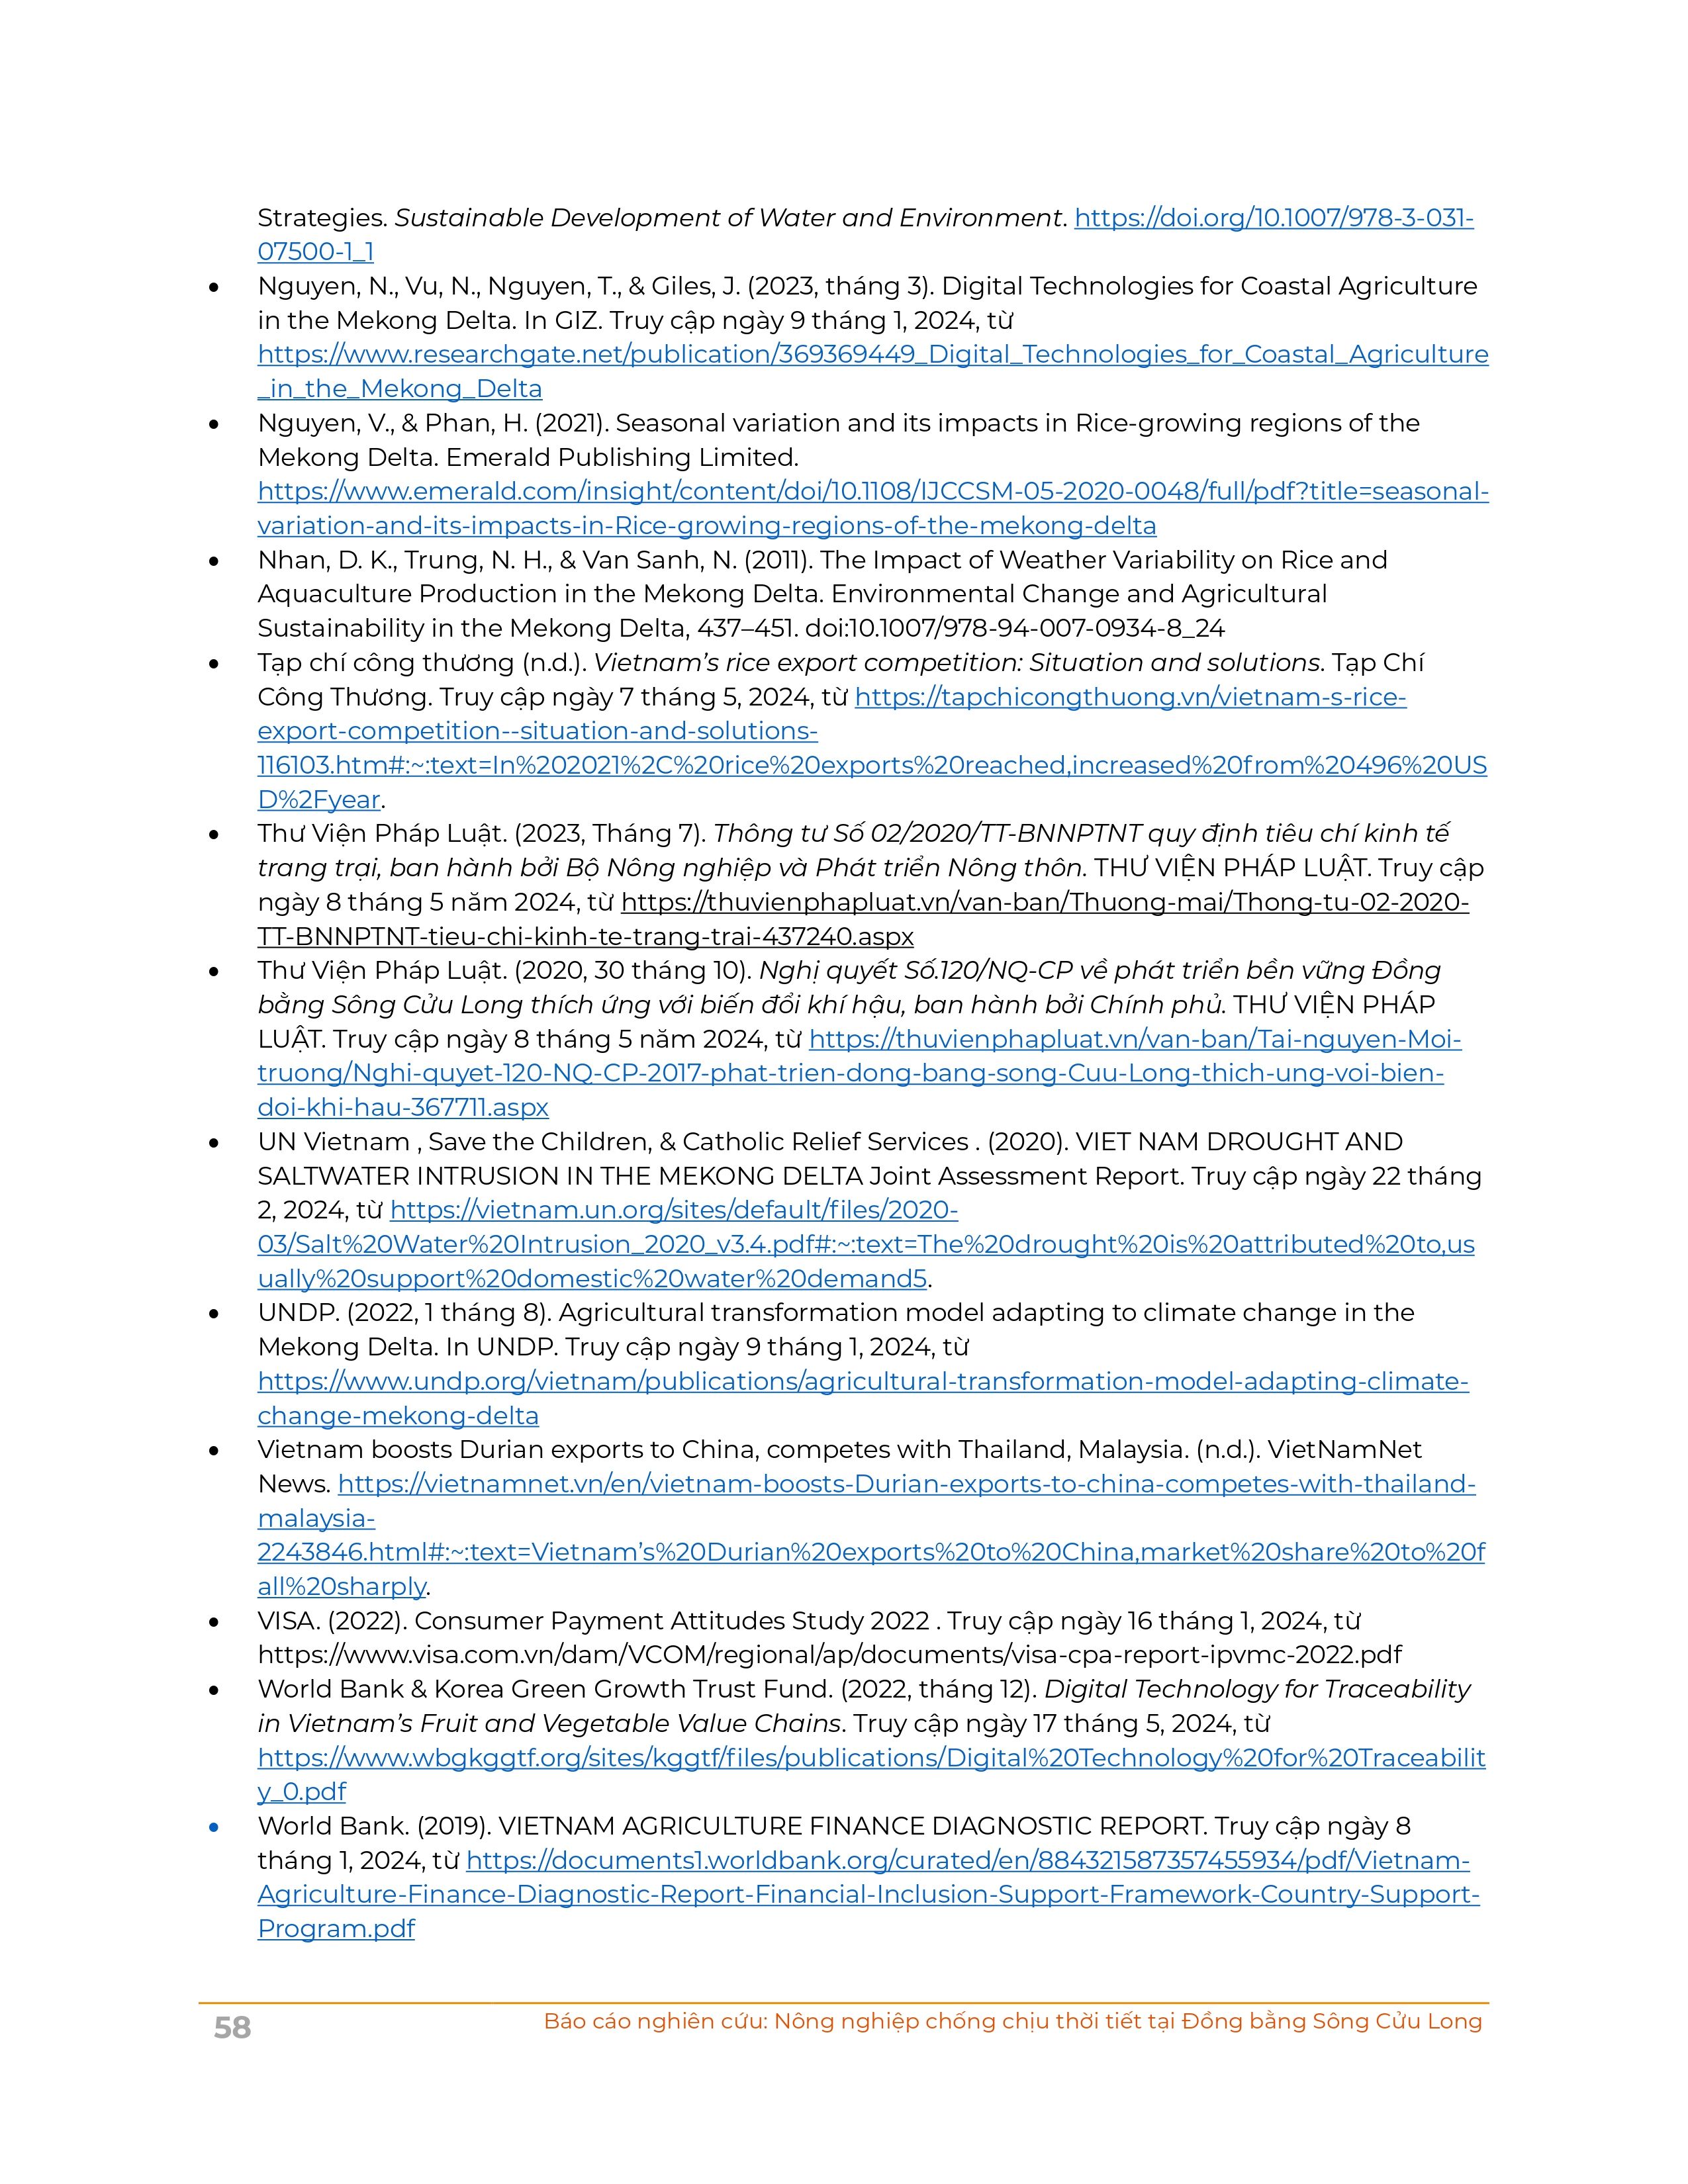 Strategies. Sustainable Development of Water and Environment. https://doi.org/10.1007/978-3-031-
07500-1_1
• Nguyen, N., Vu, N., Nguyen, T., & Giles, J. (2023, tháng 3). Digital Technologies for Coastal Agriculture
in the Mekong Delta. In GIZ. Truy cập ngày 9 tháng 1, 2024, từ
https://www.researchgate.net/publication/369369449_Digital_Technologies_for_Coastal_Agriculture
_in_the_Mekong_Delta
• Nguyen, V., & Phan, H. (2021). Seasonal variation and its impacts in Rice-growing regions of the
Mekong Delta. Emerald Publishing Limited.
https://www.emerald.com/insight/content/doi/10.1108/IJCCSM-05-2020-0048/full/pdf?title=seasonal-
variation-and-its-impacts-in-Rice-growing-regions-of-the-mekong-delta
• Nhan, D. K., Trung, N. H., & Van Sanh, N. (2011). The Impact of Weather Variability on Rice and
Aquaculture Production in the Mekong Delta. Environmental Change and Agricultural
Sustainability in the Mekong Delta, 437–451. doi:10.1007/978-94-007-0934-8_24
• Tạp chí công thương (n.d.). Vietnam’s rice export competition: Situation and solutions. Tạp Chí
Công Thương. Truy cập ngày 7 tháng 5, 2024, từ https://tapchicongthuong.vn/vietnam-s-rice-
export-competition--situation-and-solutions-
116103.htm#:~:text=In%202021%2C%20rice%20exports%20reached,increased%20from%20496%20US
D%2Fyear.
• Thư Viện Pháp Luật. (2023, Tháng 7). Thông tư Số 02/2020/TT-BNNPTNT quy định tiêu chí kinh tế
trang trại, ban hành bởi Bộ Nông nghiệp và Phát triển Nông thôn. THƯ VIỆN PHÁP LUẬT. Truy cập
ngày 8 tháng 5 năm 2024, từ https://thuvienphapluat.vn/van-ban/Thuong-mai/Thong-tu-02-2020-
TT-BNNPTNT-tieu-chi-kinh-te-trang-trai-437240.aspx
• Thư Viện Pháp Luật. (2020, 30 tháng 10). Nghị quyết Số.120/NQ-CP về phát triển bền vững Đồng
bằng Sông Cửu Long thích ứng với biến đổi khí hậu, ban hành bởi Chính phủ. THƯ VIỆN PHÁP
LUẬT. Truy cập ngày 8 tháng 5 năm 2024, từ https://thuvienphapluat.vn/van-ban/Tai-nguyen-Moi-
truong/Nghi-quyet-120-NQ-CP-2017-phat-trien-dong-bang-song-Cuu-Long-thich-ung-voi-bien-
doi-khi-hau-367711.aspx
• UN Vietnam , Save the Children, & Catholic Relief Services . (2020). VIET NAM DROUGHT AND
SALTWATER INTRUSION IN THE MEKONG DELTA Joint Assessment Report. Truy cập ngày 22 tháng
2, 2024, từ https://vietnam.un.org/sites/default/files/2020-
03/Salt%20Water%20Intrusion_2020_v3.4.pdf#:~:text=The%20drought%20is%20attributed%20to,us
ually%20support%20domestic%20water%20demand5.
• UNDP. (2022, 1 tháng 8). Agricultural transformation model adapting to climate change in the
Mekong Delta. In UNDP. Truy cập ngày 9 tháng 1, 2024, từ
https://www.undp.org/vietnam/publications/agricultural-transformation-model-adapting-climate-
change-mekong-delta
• Vietnam boosts Durian exports to China, competes with Thailand, Malaysia. (n.d.). VietNamNet
News. https://vietnamnet.vn/en/vietnam-boosts-Durian-exports-to-china-competes-with-thailand-
malaysia-
2243846.html#:~:text=Vietnam’s%20Durian%20exports%20to%20China,market%20share%20to%20f
all%20sharply.
• VISA. (2022). Consumer Payment Attitudes Study 2022 . Truy cập ngày 16 tháng 1, 2024, từ
https://www.visa.com.vn/dam/VCOM/regional/ap/documents/visa-cpa-report-ipvmc-2022.pdf
• World Bank & Korea Green Growth Trust Fund. (2022, tháng 12). Digital Technology for Traceability
in Vietnam’s Fruit and Vegetable Value Chains. Truy cập ngày 17 tháng 5, 2024, từ
https://www.wbgkggtf.org/sites/kggtf/files/publications/Digital%20Technology%20for%20Traceabilit
y_0.pdf
• World Bank. (2019). VIETNAM AGRICULTURE FINANCE DIAGNOSTIC REPORT. Truy cập ngày 8
tháng 1, 2024, từ https://documents1.worldbank.org/curated/en/884321587357455934/pdf/Vietnam-
Agriculture-Finance-Diagnostic-Report-Financial-Inclusion-Support-Framework-Country-Support-
Program.pdf
58 Báo cáo nghiên cứu: Nông nghiệp chống chịu thời tiết tại Đồng bằng Sông Cửu Long